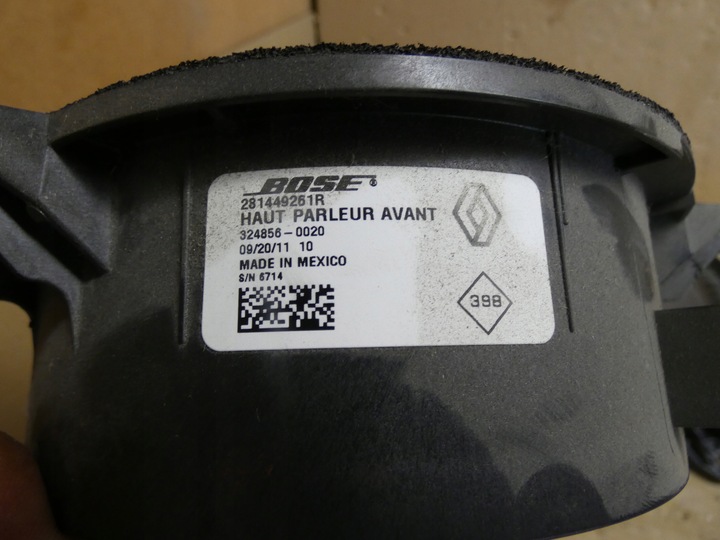 BOSE®
281449261R
HAUT PARLEUR AVANT
324856-0020
09/20/11 10
MADE IN MEXICO
S/N 6714
398